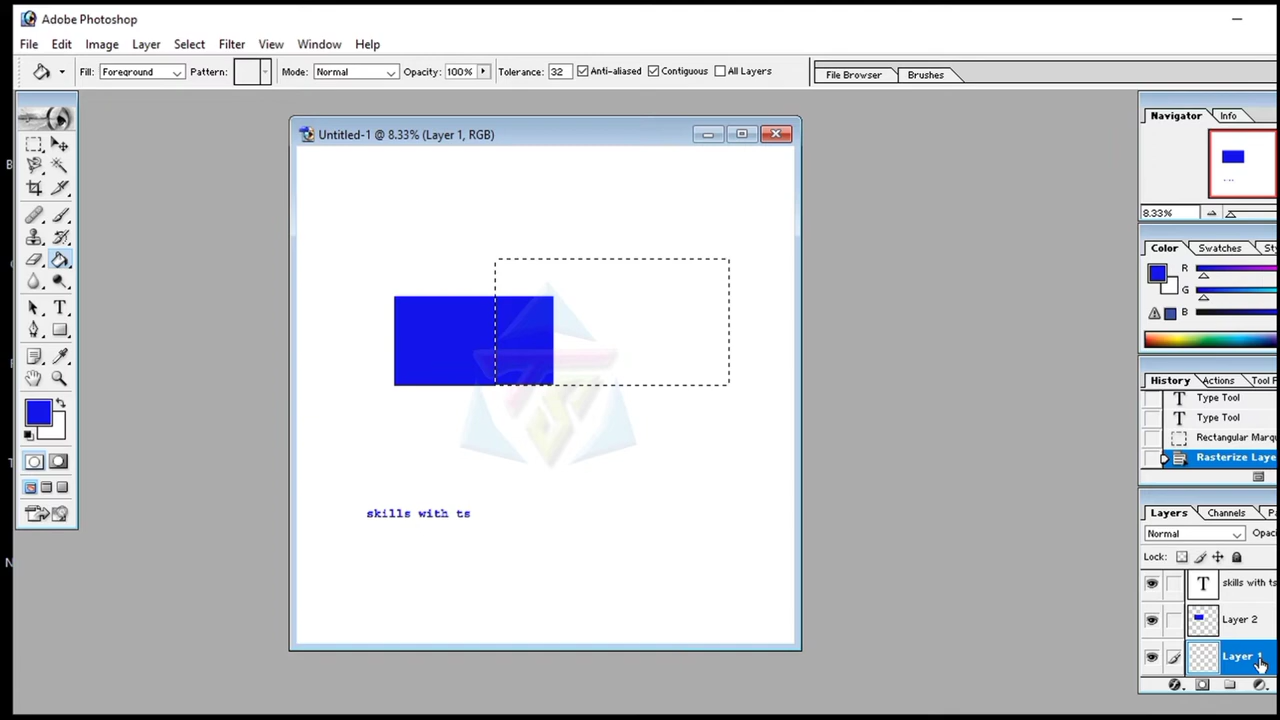 Adobe Photoshop
File Edit Image Layer Select Filter View Window Help
Fill: Foreground Pattern: Mode: Normal Opacity: 100% Tolerance: 32 Anti-aliased Contiguous All Layers File Browser Brushes
Untitled-1 @ 8.33% (Layer 1, RGB)
Navigator Info
8.33%
Color Swatches
R
G
B
History Actions Tool
Type Tool
Type Tool
Rectangular
Rasterize
Layers Channels
Normal
Lock:
T skills with ts
Layer 2
Layer 1
skills with ts